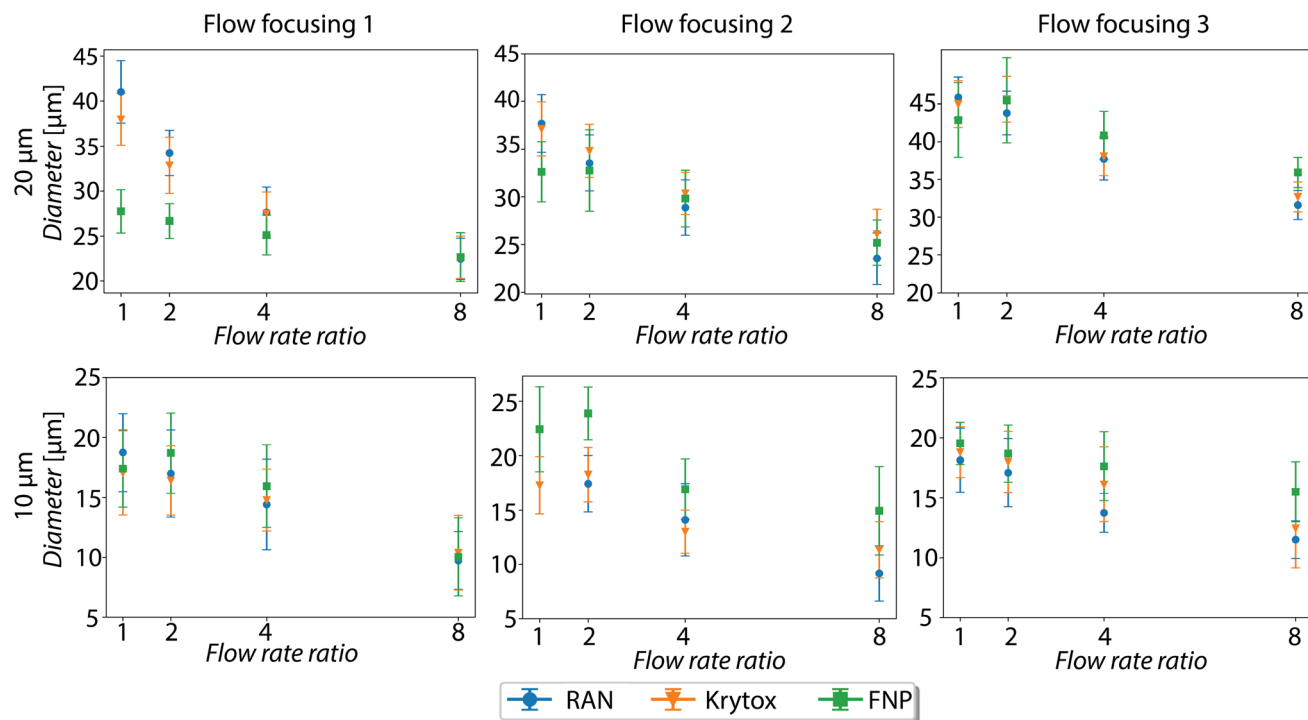 Flow focusing 1
Flow focusing 2
Flow focusing 3
20 μm
Diameter [μm]
45
40
35
30
25
20
1 2 4 8
Flow rate ratio
45
40
35
30
25
20
1 2 4 8
Flow rate ratio
45
40
35
30
25
20
1 2 4 8
Flow rate ratio
10 μm
Diameter [μm]
25
20
15
10
5
1 2 4 8
Flow rate ratio
25
20
15
10
5
1 2 4 8
Flow rate ratio
25
20
15
10
5
1 2 4 8
Flow rate ratio
RAN Krytox FNP